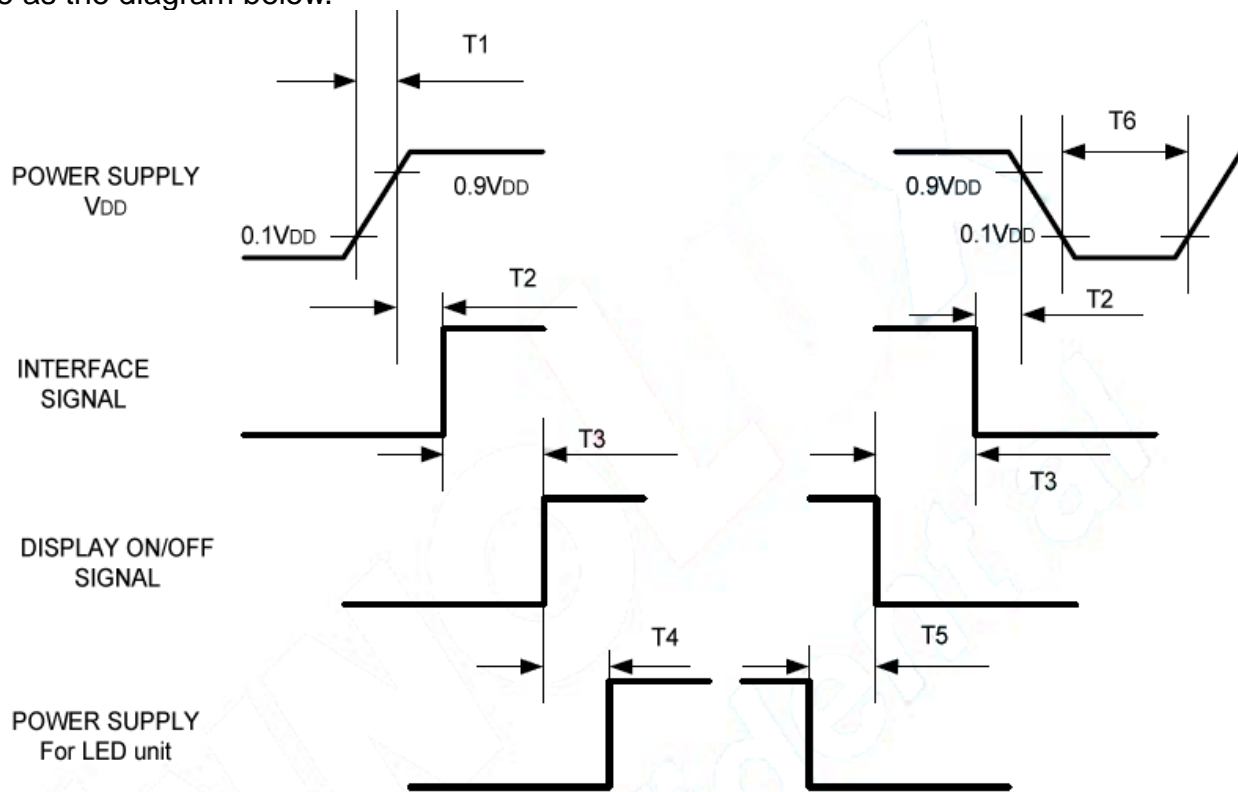 as the diagram below.
T1
T6
POWER SUPPLY
VDD
0.9VDD
0.9VDD
0.1VDD
0.1VDD
T2
T2
INTERFACE
SIGNAL
T3
T3
DISPLAY ON/OFF
SIGNAL
T4
T5
POWER SUPPLY
For LED unit